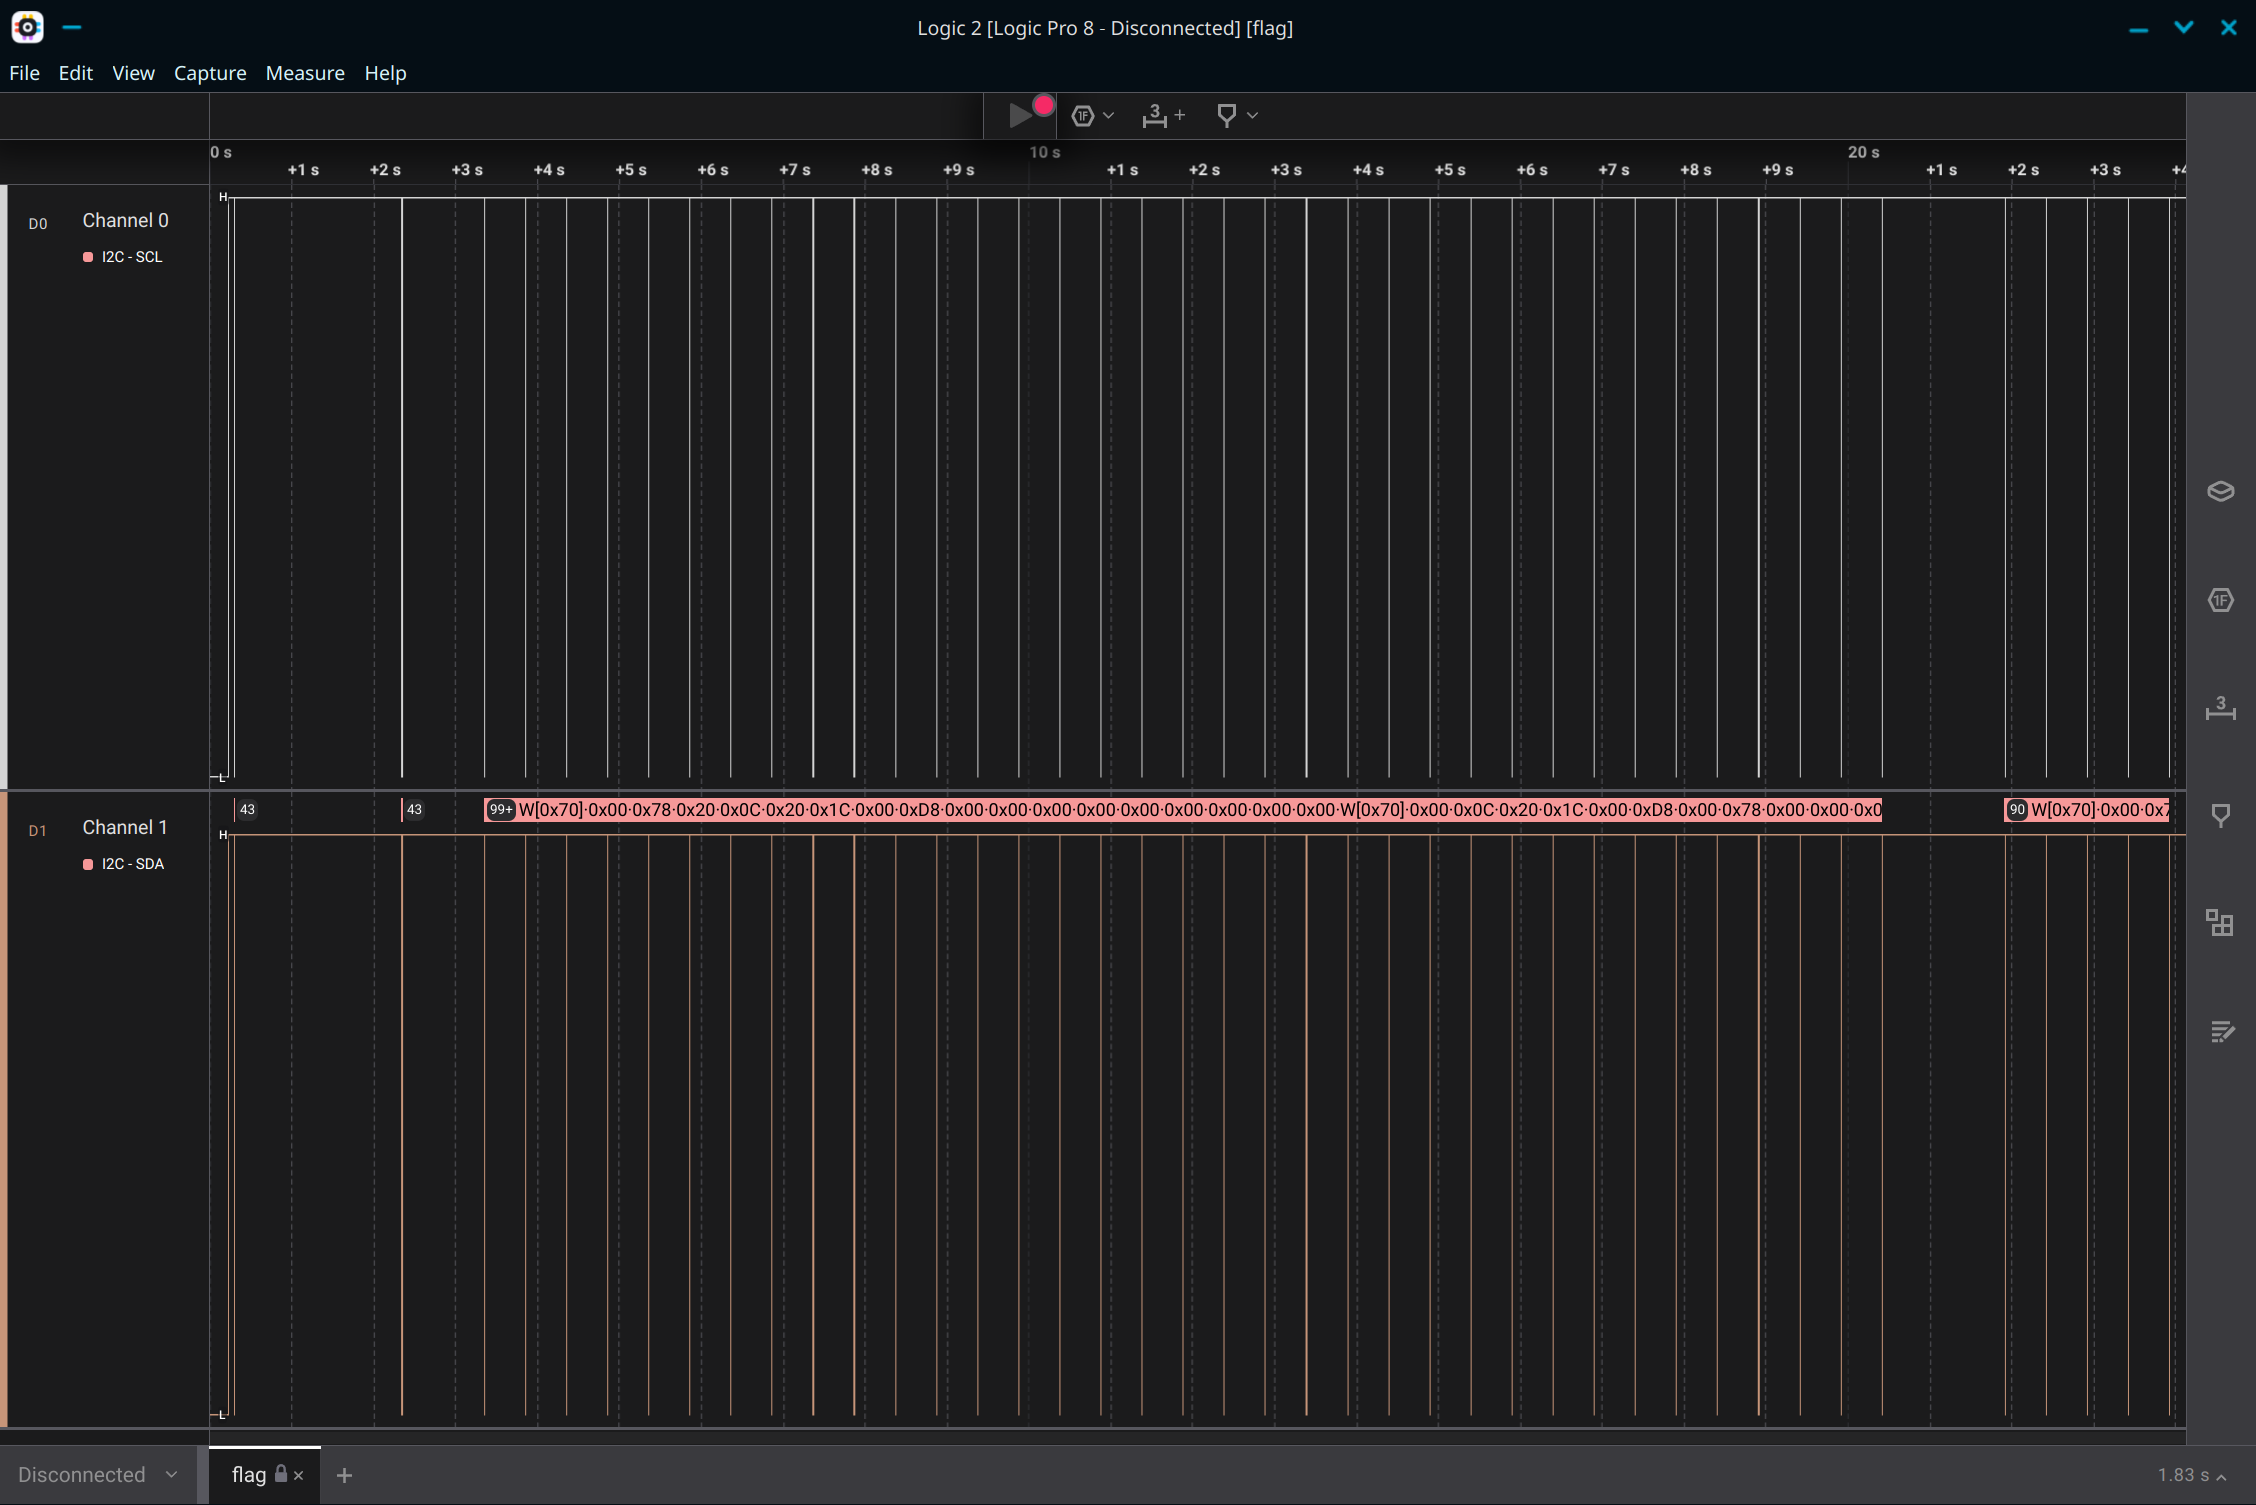 Logic 2 [Logic Pro 8 - Disconnected] [flag]
File Edit View Capture Measure Help
1F 3 +
0 s 10 s 20 s
+1 s +2 s +3 s +4 s +5 s +6 s +7 s +8 s +9 s +1 s +2 s +3 s +4 s +5 s +6 s +7 s +8 s +9 s +1 s +2 s +3 s +4
H
D0 Channel 0
I2C - SCL
1F
3
L
43 43 99+ W[0x70]·0x00·0x78·0x20·0x0C·0x20·0x1C·0x00·0xD8·0x00·0x00·0x00·0x00·0x00·0x00·0x00·0x00·0x00·W[0x70]·0x00·0x0C·0x20·0x1C·0x00·0xD8·0x00·0x78·0x00·0x00·0x0 90 W[0x70]·0x00·0x7
D1 Channel 1
H
I2C - SDA
L
Disconnected flag × + 1.83 s